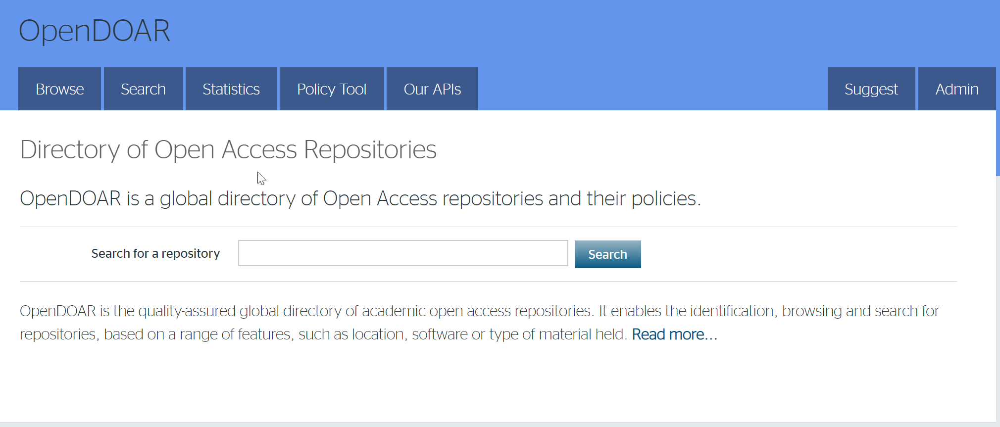 OpenDOAR
Browse Search Statistics Policy Tool Our APIs Suggest Admin
Directory of Open Access Repositories
OpenDOAR is a global directory of Open Access repositories and their policies.
Search for a repository Search
OpenDOAR is the quality-assured global directory of academic open access repositories. It enables the identification, browsing and search for
repositories, based on a range of features, such as location, software or type of material held. Read more...